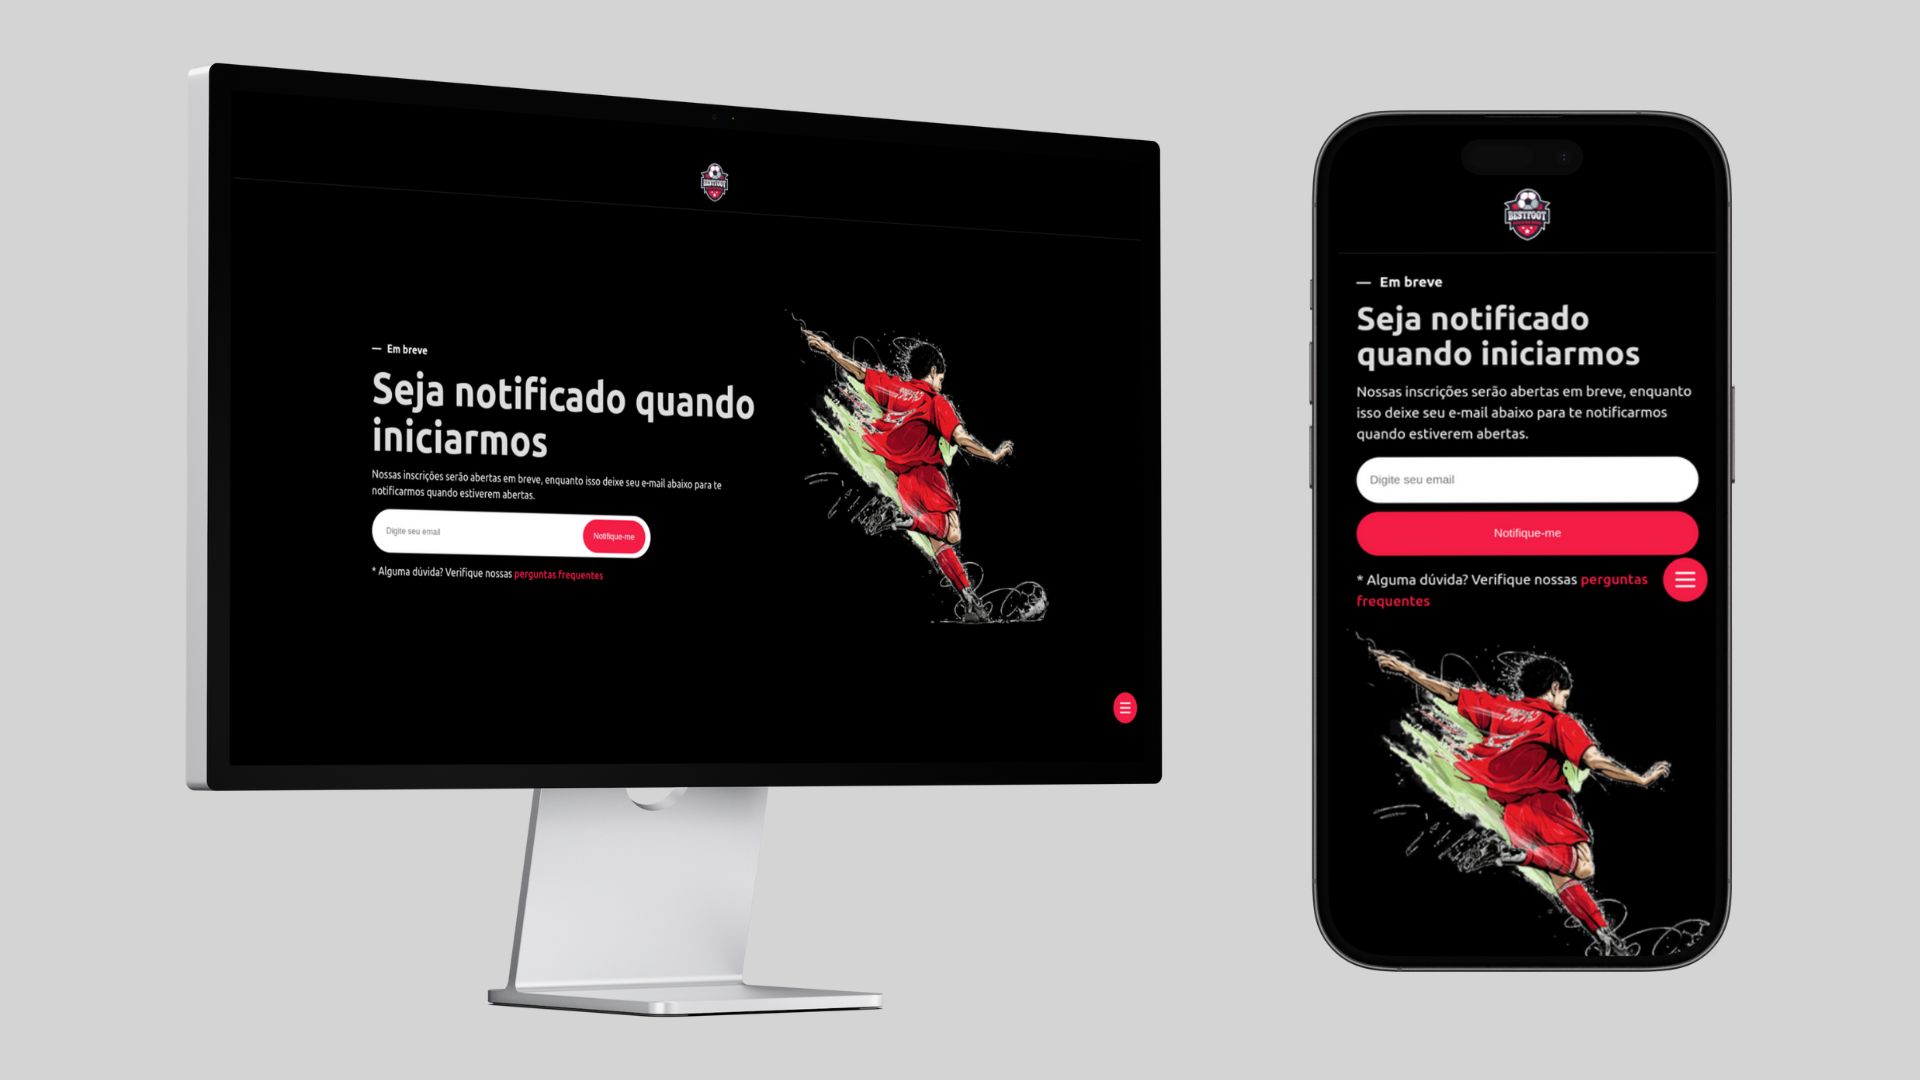 BESTFOOT
— Em breve
Seja notificado quando
iniciarmos
Nossas inscrições serão abertas em breve, enquanto isso deixe seu e-mail abaixo para te
notificarmos quando estiverem abertas.
Digite seu email
Notifique-me
* Alguma dúvida? Verifique nossas perguntas frequentes
BESTFOOT
— Em breve
Seja notificado
quando iniciarmos
Nossas inscrições serão abertas em breve, enquanto
isso deixe seu e-mail abaixo para te notificarmos
quando estiverem abertas.
Digite seu email
Notifique-me
* Alguma dúvida? Verifique nossas perguntas
frequentes